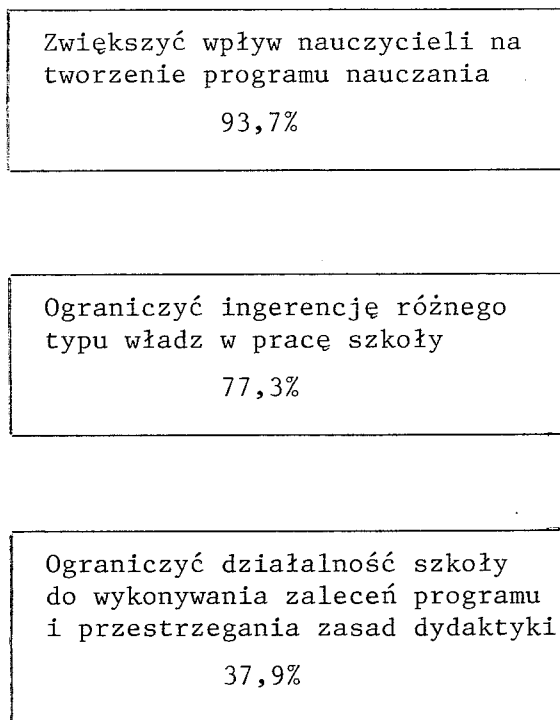 Zwiększyć wpływ nauczycieli na
tworzenie programu nauczania
93,7%
Ograniczyć ingerencję różnego
typu władz w pracę szkoły
77,3%
Ograniczyć działalność szkoły
do wykonywania zaleceń programu
i przestrzegania zasad dydaktyki
37,9%